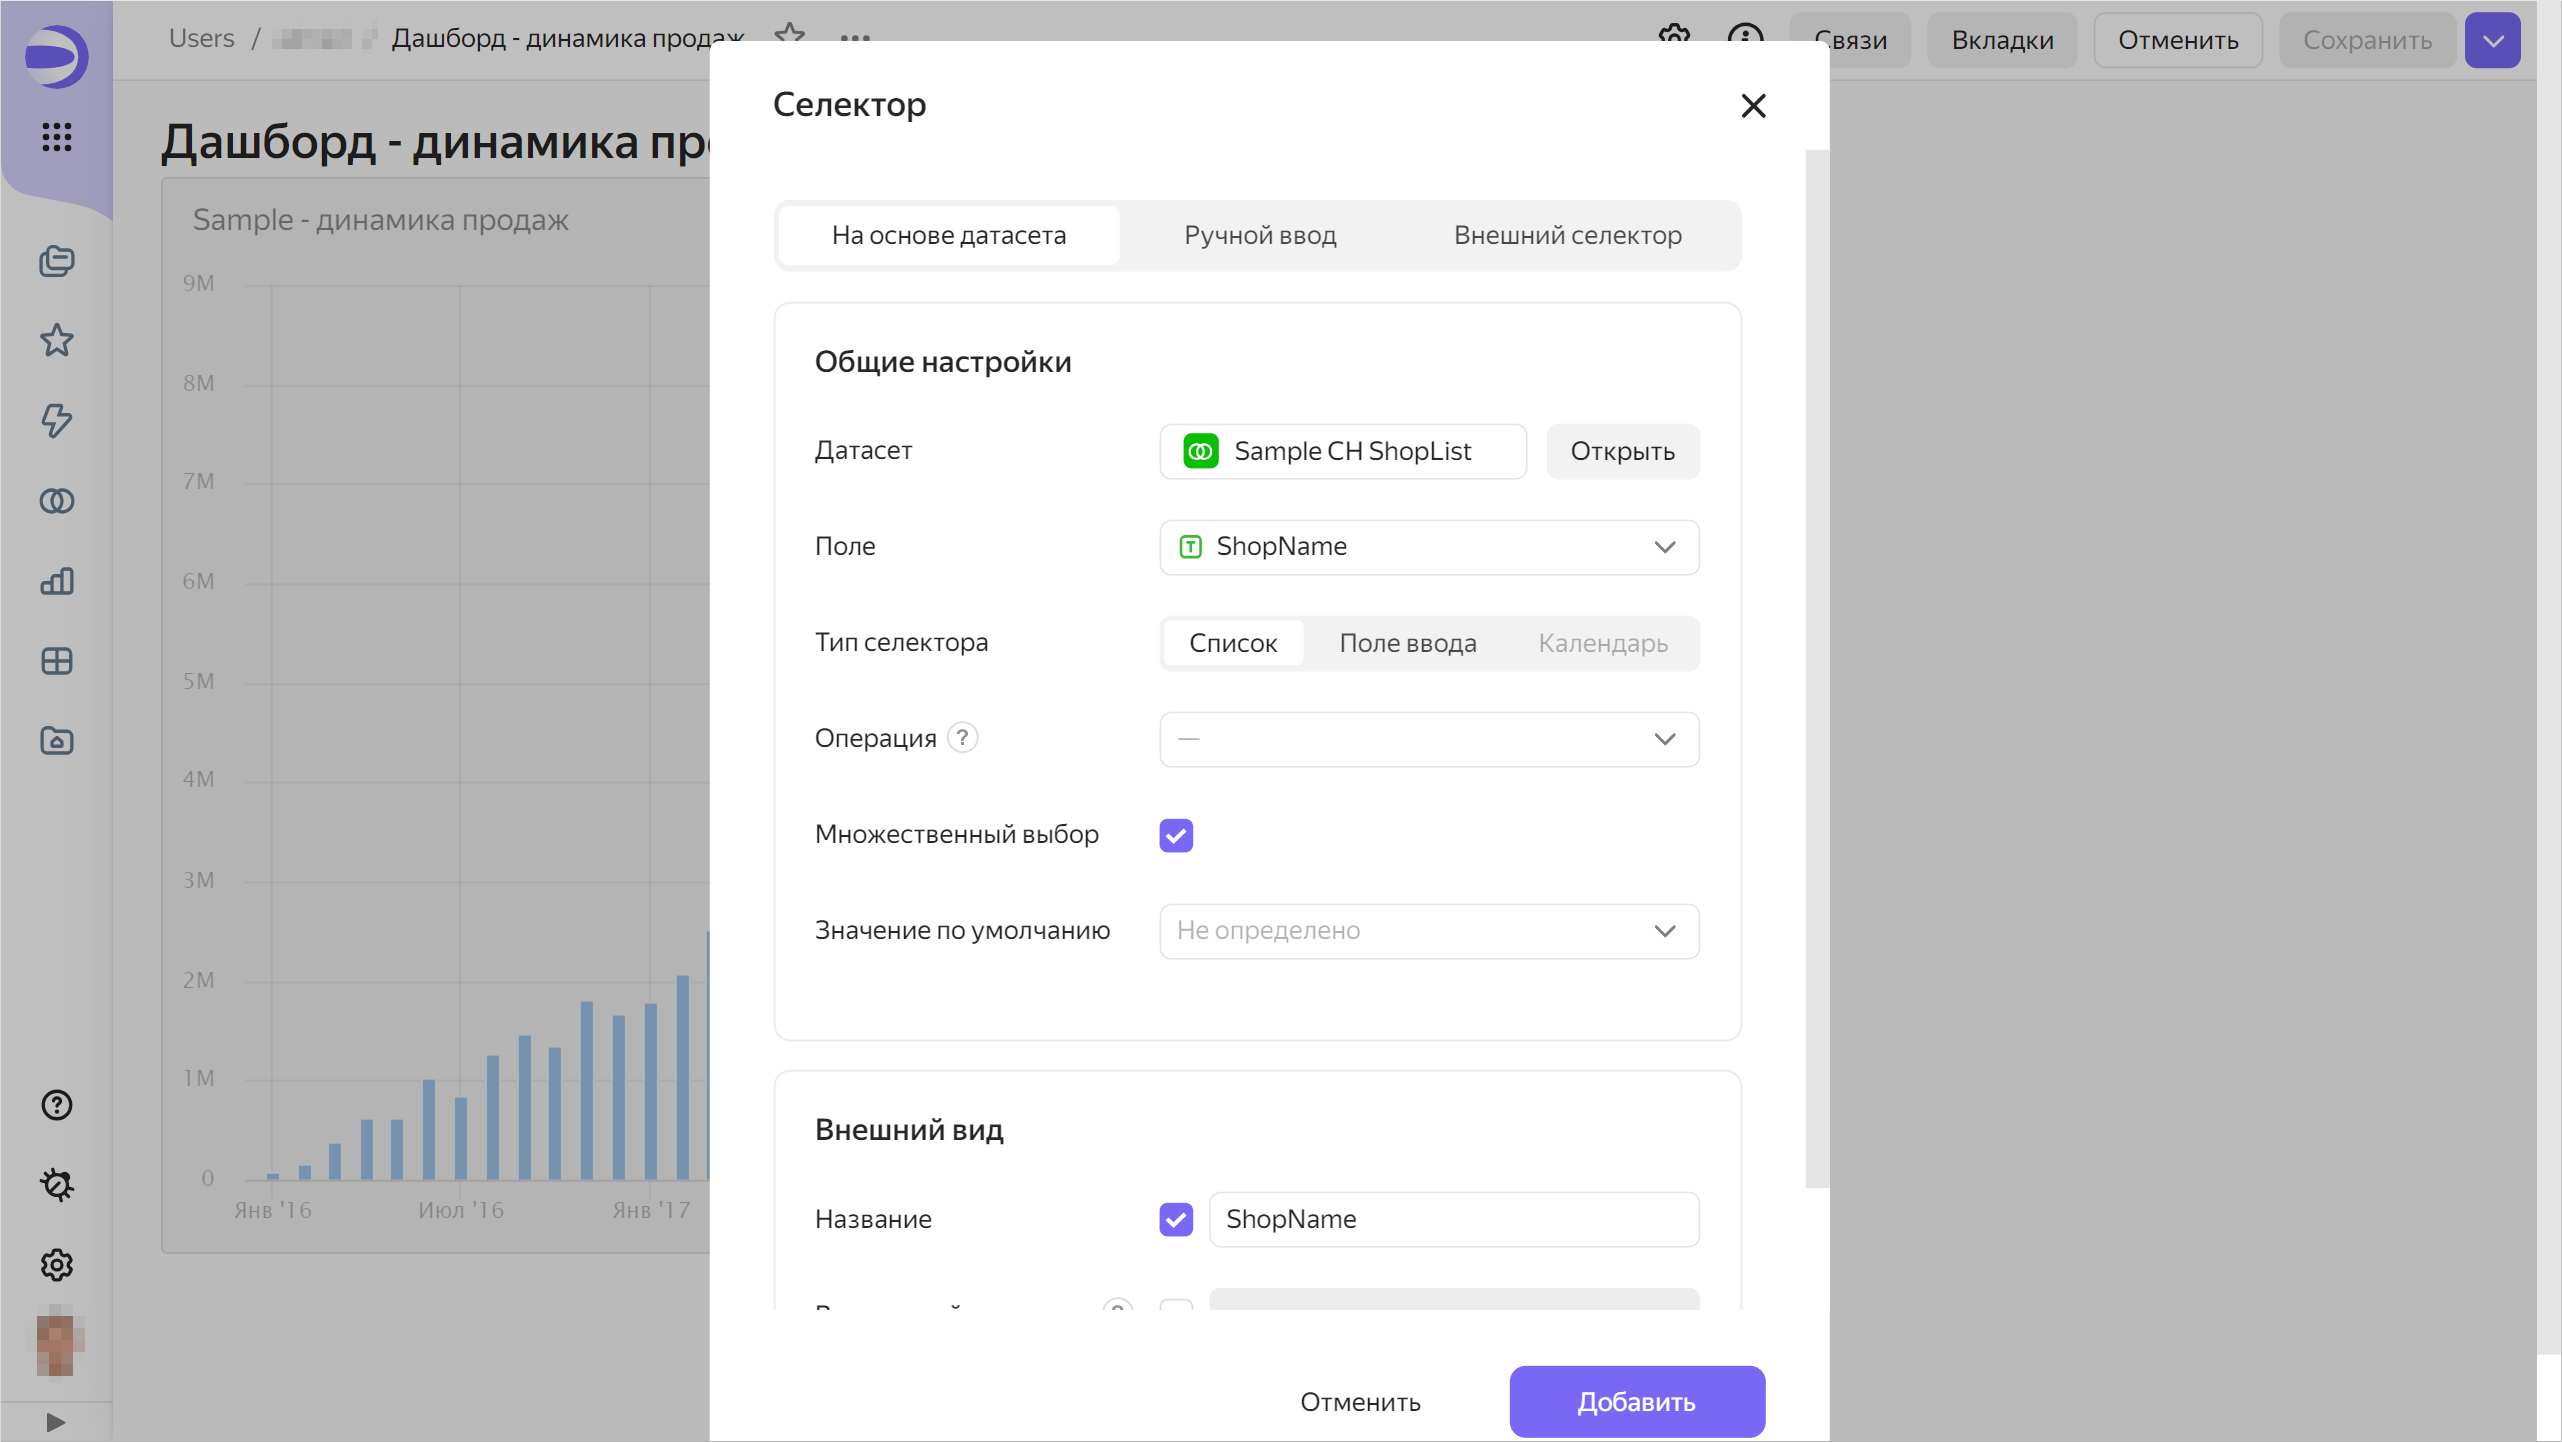 Users / Дашборд - динамика продаж
Связи
Вкладки
Отменить
Сохранить
Дашборд - динамика пр
Sample - динамика продаж
9M
8M
7M
6M
5M
4M
3M
2M
1M
0
Янв '16
Июл '16
Янв '17
Селектор
На основе датасета
Ручной ввод
Внешний селектор
Общие настройки
Датасет
Sample CH ShopList
Открыть
Поле
ShopName
Тип селектора
Список
Поле ввода
Календарь
Операция ?
—
Множественный выбор
Значение по умолчанию
Не определено
Внешний вид
Название
ShopName
Отменить
Добавить